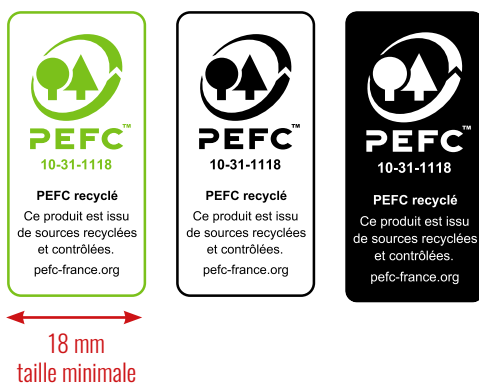 PEFC™
10-31-1118
PEFC recyclé
Ce produit est issu
de sources recyclées
et contrôlées.
pefc-france.org
PEFC™
10-31-1118
PEFC recyclé
Ce produit est issu
de sources recyclées
et contrôlées.
pefc-france.org
PEFC™
10-31-1118
PEFC recyclé
Ce produit est issu
de sources recyclées
et contrôlées.
pefc-france.org
18 mm
taille minimale